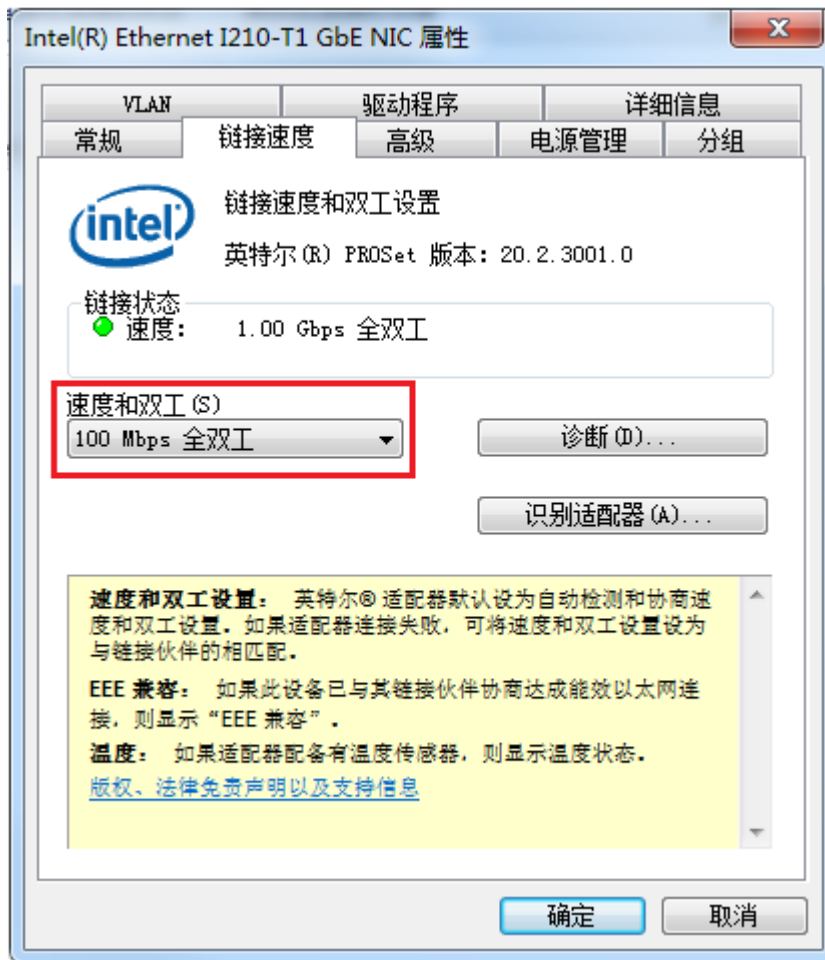 Intel(R) Ethernet I210-T1 GbE NIC 属性
VLAN 驱动程序 详细信息
常规 链接速度 高级 电源管理 分组
intel
链接速度和双工设置
英特尔(R) PROSet 版本: 20.2.3001.0
链接状态
速度: 1.00 Gbps 全双工
速度和双工(S)
100 Mbps 全双工
诊断(D)...
识别适配器(A)...
速度和双工设置: 英特尔® 适配器默认设为自动检测和协商速
度和双工设置。如果适配器连接失败，可将速度和双工设置设为
与链接伙伴的相匹配。
EEE 兼容: 如果此设备已与其链接伙伴协商达成能效以太网连
接，则显示“EEE 兼容”。
温度: 如果适配器配备有温度传感器，则显示温度状态。
版权、法律免责声明以及支持信息
确定 取消